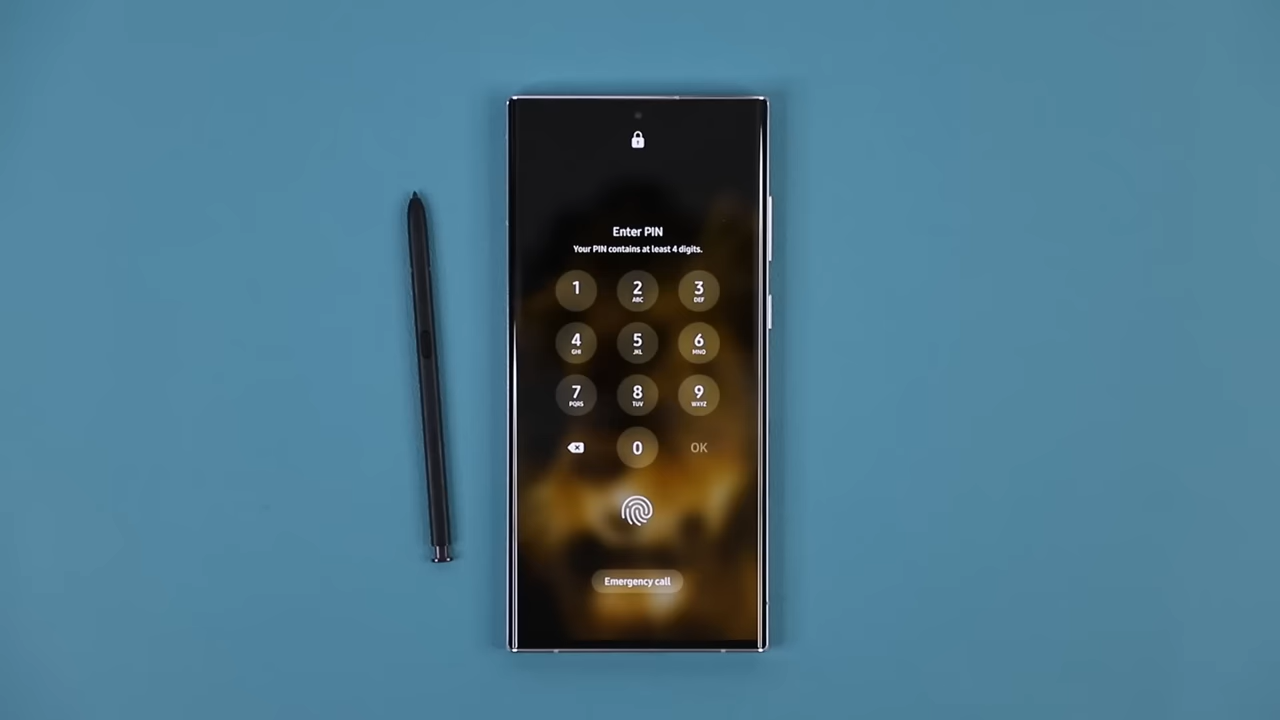 Enter PIN
Your PIN contains at least 4 digits.
1 2 3
ABC DEF
4 5 6
GHI JKL MNO
7 8 9
PQRS TUV WXYZ
0 OK
Emergency call